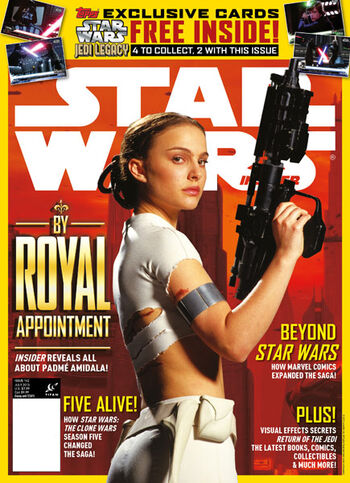 Topps EXCLUSIVE CARDS
STAR WARS JEDI LEGACY
FREE INSIDE!
4 TO COLLECT. 2 WITH THIS ISSUE
STAR
WARS
INSIDER
BY
ROYAL
APPOINTMENT
INSIDER REVEALS ALL
ABOUT PADMÉ AMIDALA!
TITAN
FIVE ALIVE!
HOW STAR WARS:
THE CLONE WARS
SEASON FIVE
CHANGED
THE SAGA!
BEYOND
STAR WARS
HOW MARVEL COMICS
EXPANDED THE SAGA!
PLUS!
VISUAL EFFECTS SECRETS
RETURN OF THE JEDI
THE LATEST BOOKS, COMICS,
COLLECTIBLES
& MUCH MORE!